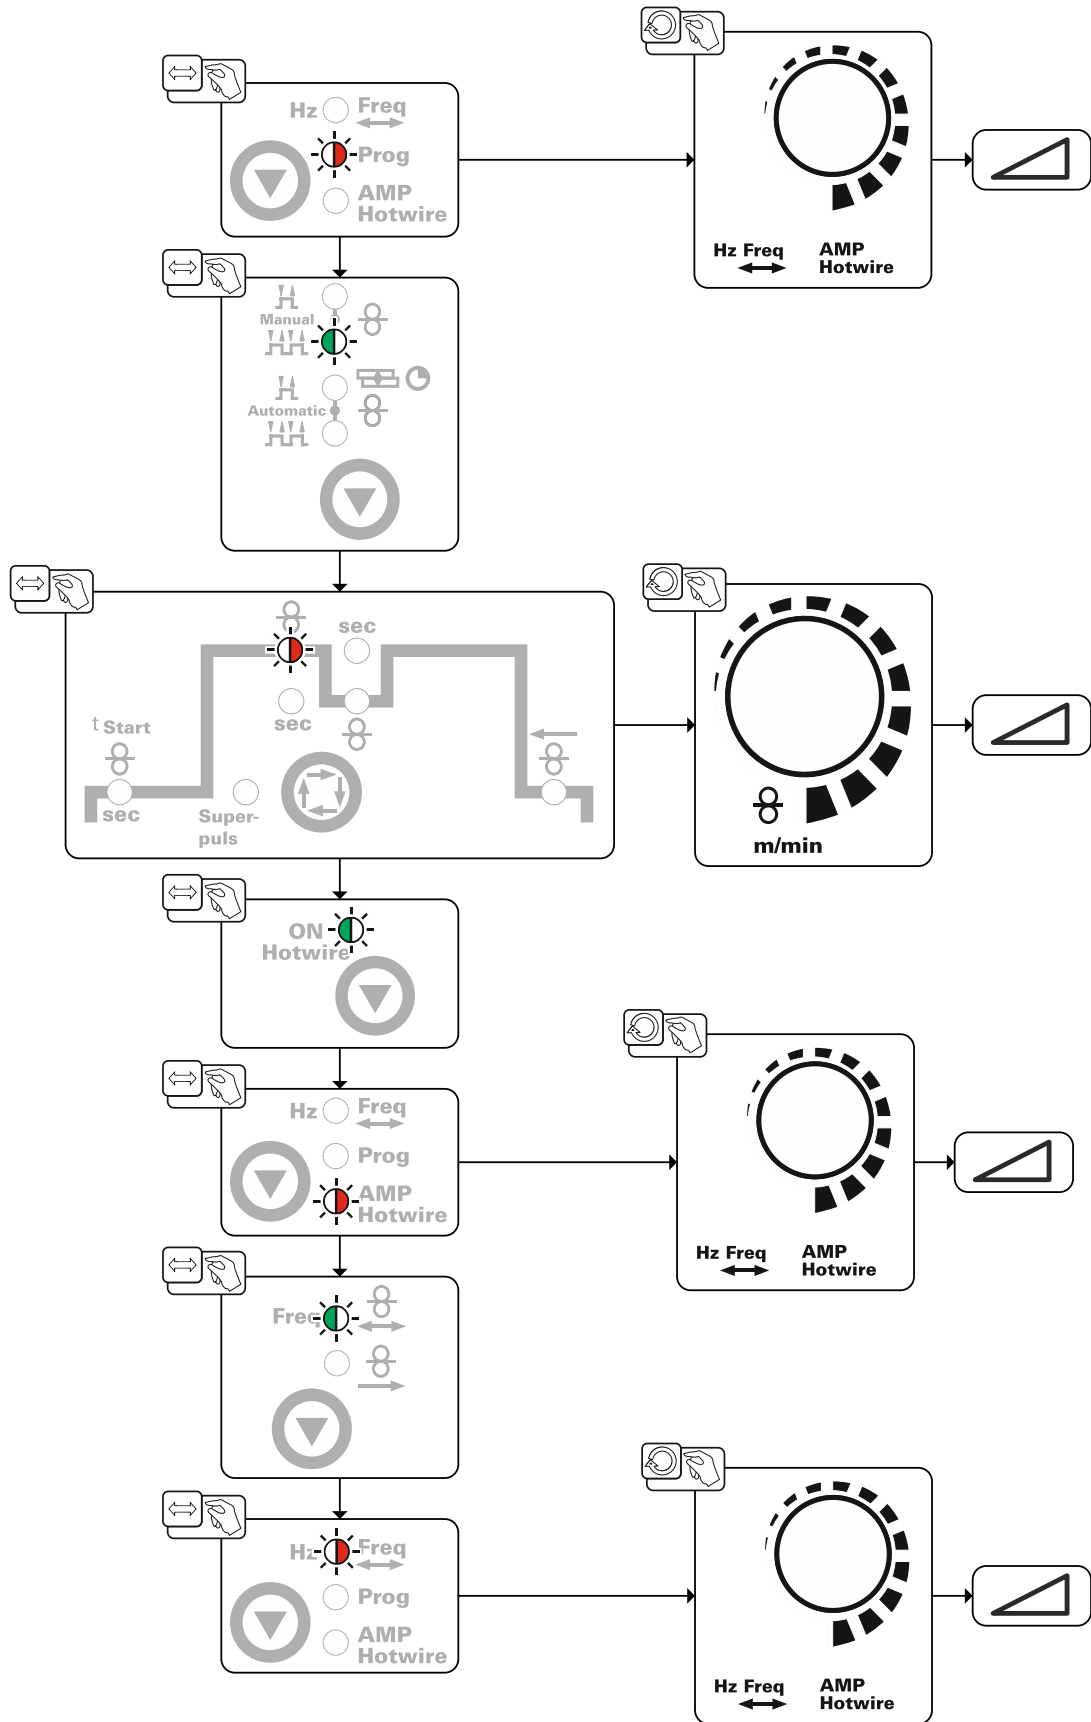 Hz Freq
Prog
AMP
Hotwire
Hz Freq AMP
Hotwire
Manual
Automatic
sec
sec
t Start
sec
Super-
puls
m/min
ON
Hotwire
Hz Freq
Prog
AMP
Hotwire
Hz Freq AMP
Hotwire
Freq
Hz Freq
Prog
AMP
Hotwire
Hz Freq AMP
Hotwire